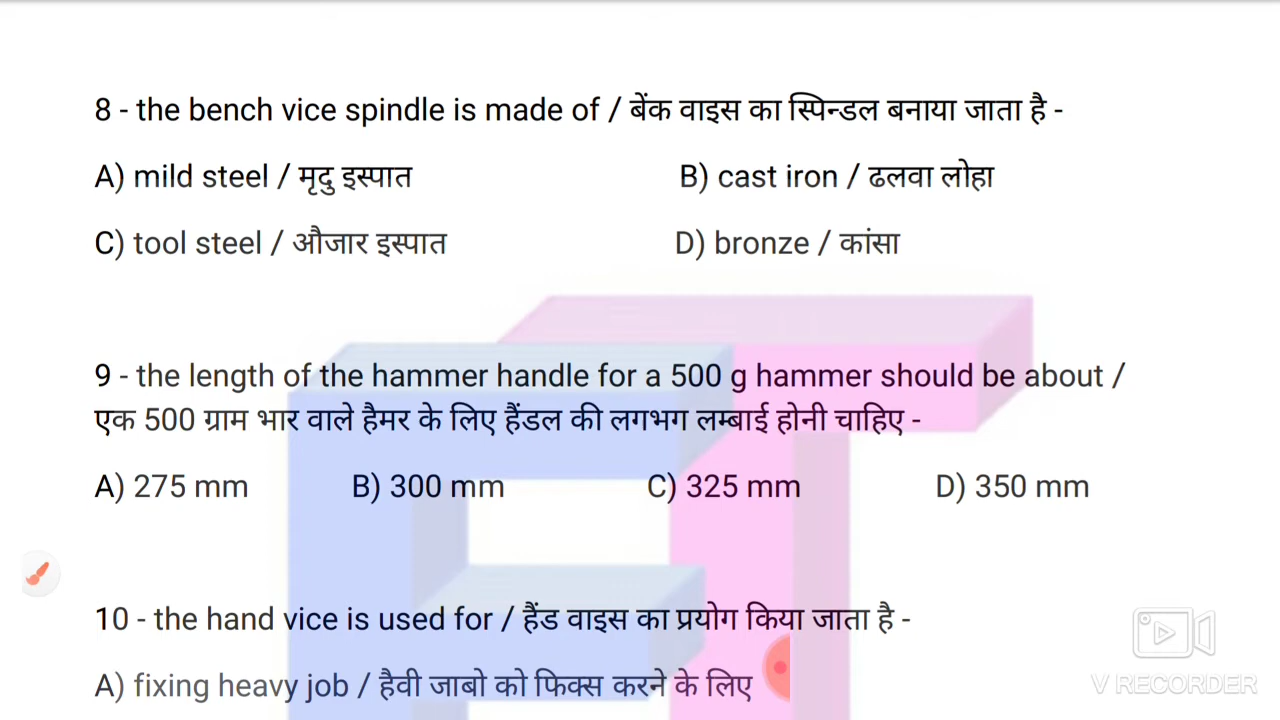 8 - the bench vice spindle is made of / बेंक वाइस का स्पिन्डल बनाया जाता है -
A) mild steel / मृदु इस्पात B) cast iron / ढलवा लोहा
C) tool steel / औजार इस्पात D) bronze / कांसा
9 - the length of the hammer handle for a 500 g hammer should be about /
एक 500 ग्राम भार वाले हैमर के लिए हैंडल की लगभग लम्बाई होनी चाहिए -
A) 275 mm B) 300 mm C) 325 mm D) 350 mm
10 - the hand vice is used for / हैंड वाइस का प्रयोग किया जाता है -
A) fixing heavy job / हैवी जाबो को फिक्स करने के लिए
V RECORDER